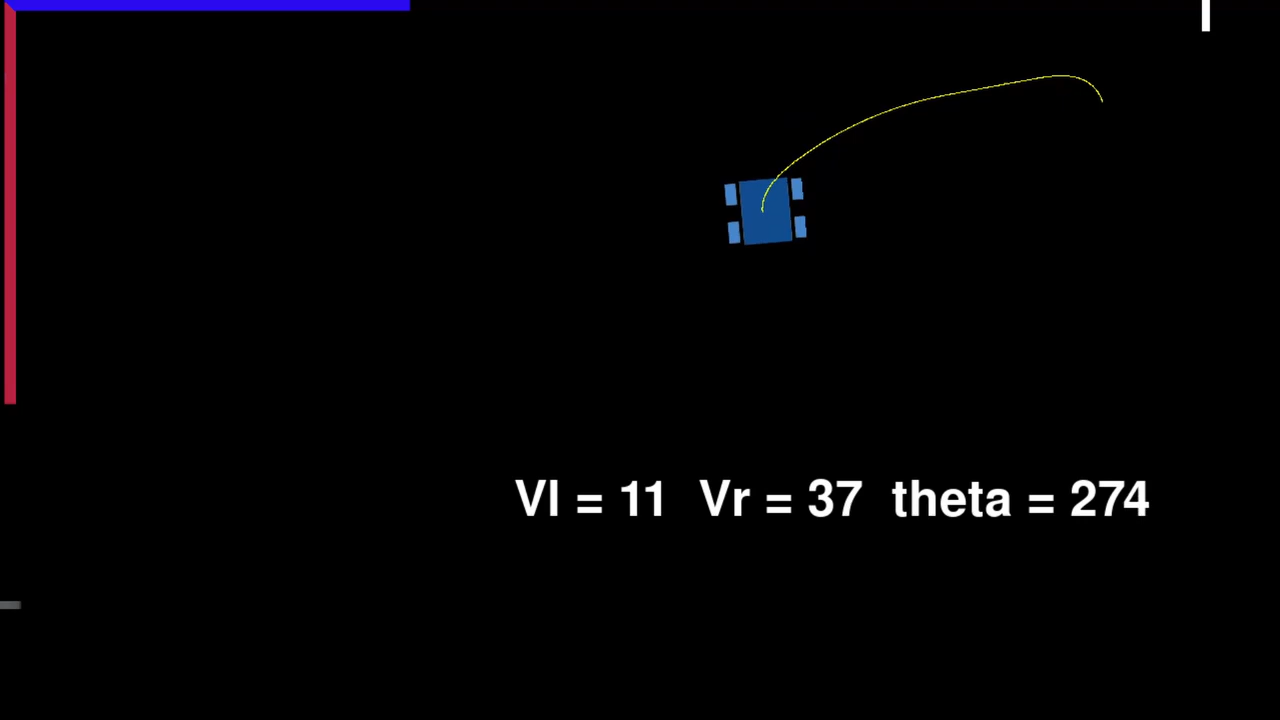 Vl = 11 Vr = 37 theta = 274